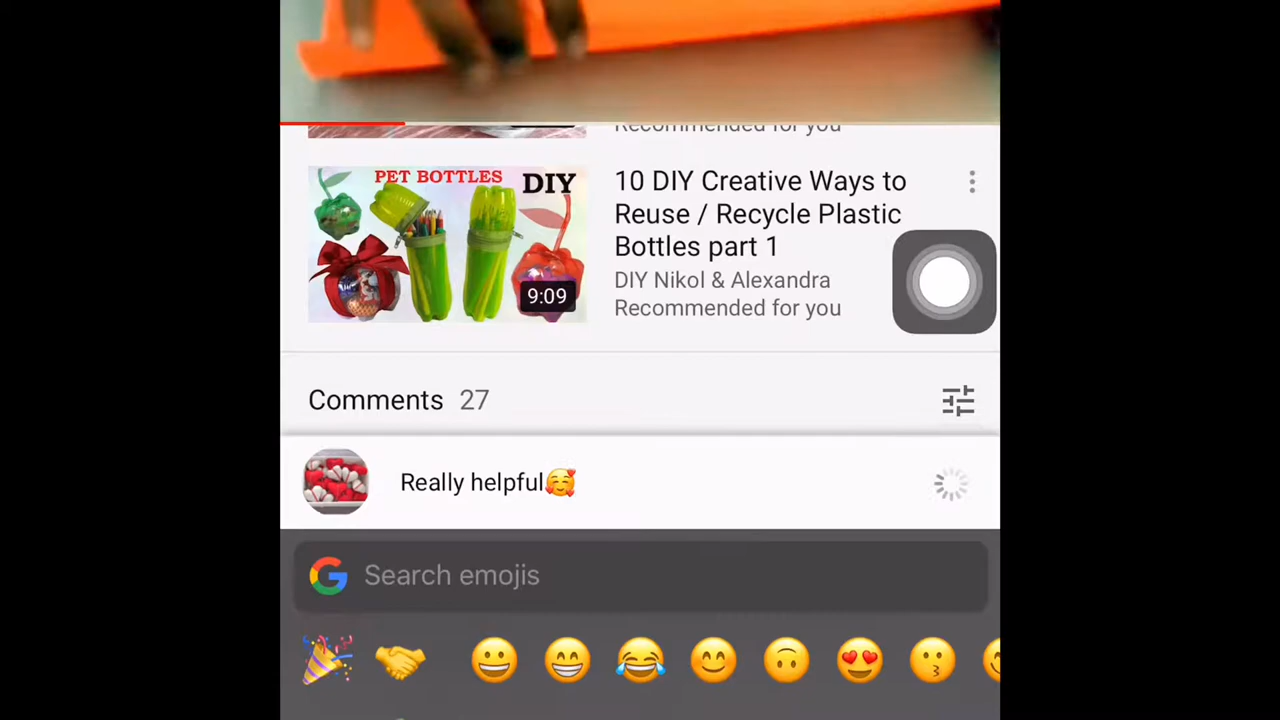 Recommended for you
PET BOTTLES
DIY
9:09
10 DIY Creative Ways to
Reuse / Recycle Plastic
Bottles part 1
DIY Nikol & Alexandra
Recommended for you
Comments 27
Really helpful🥰
Search emojis